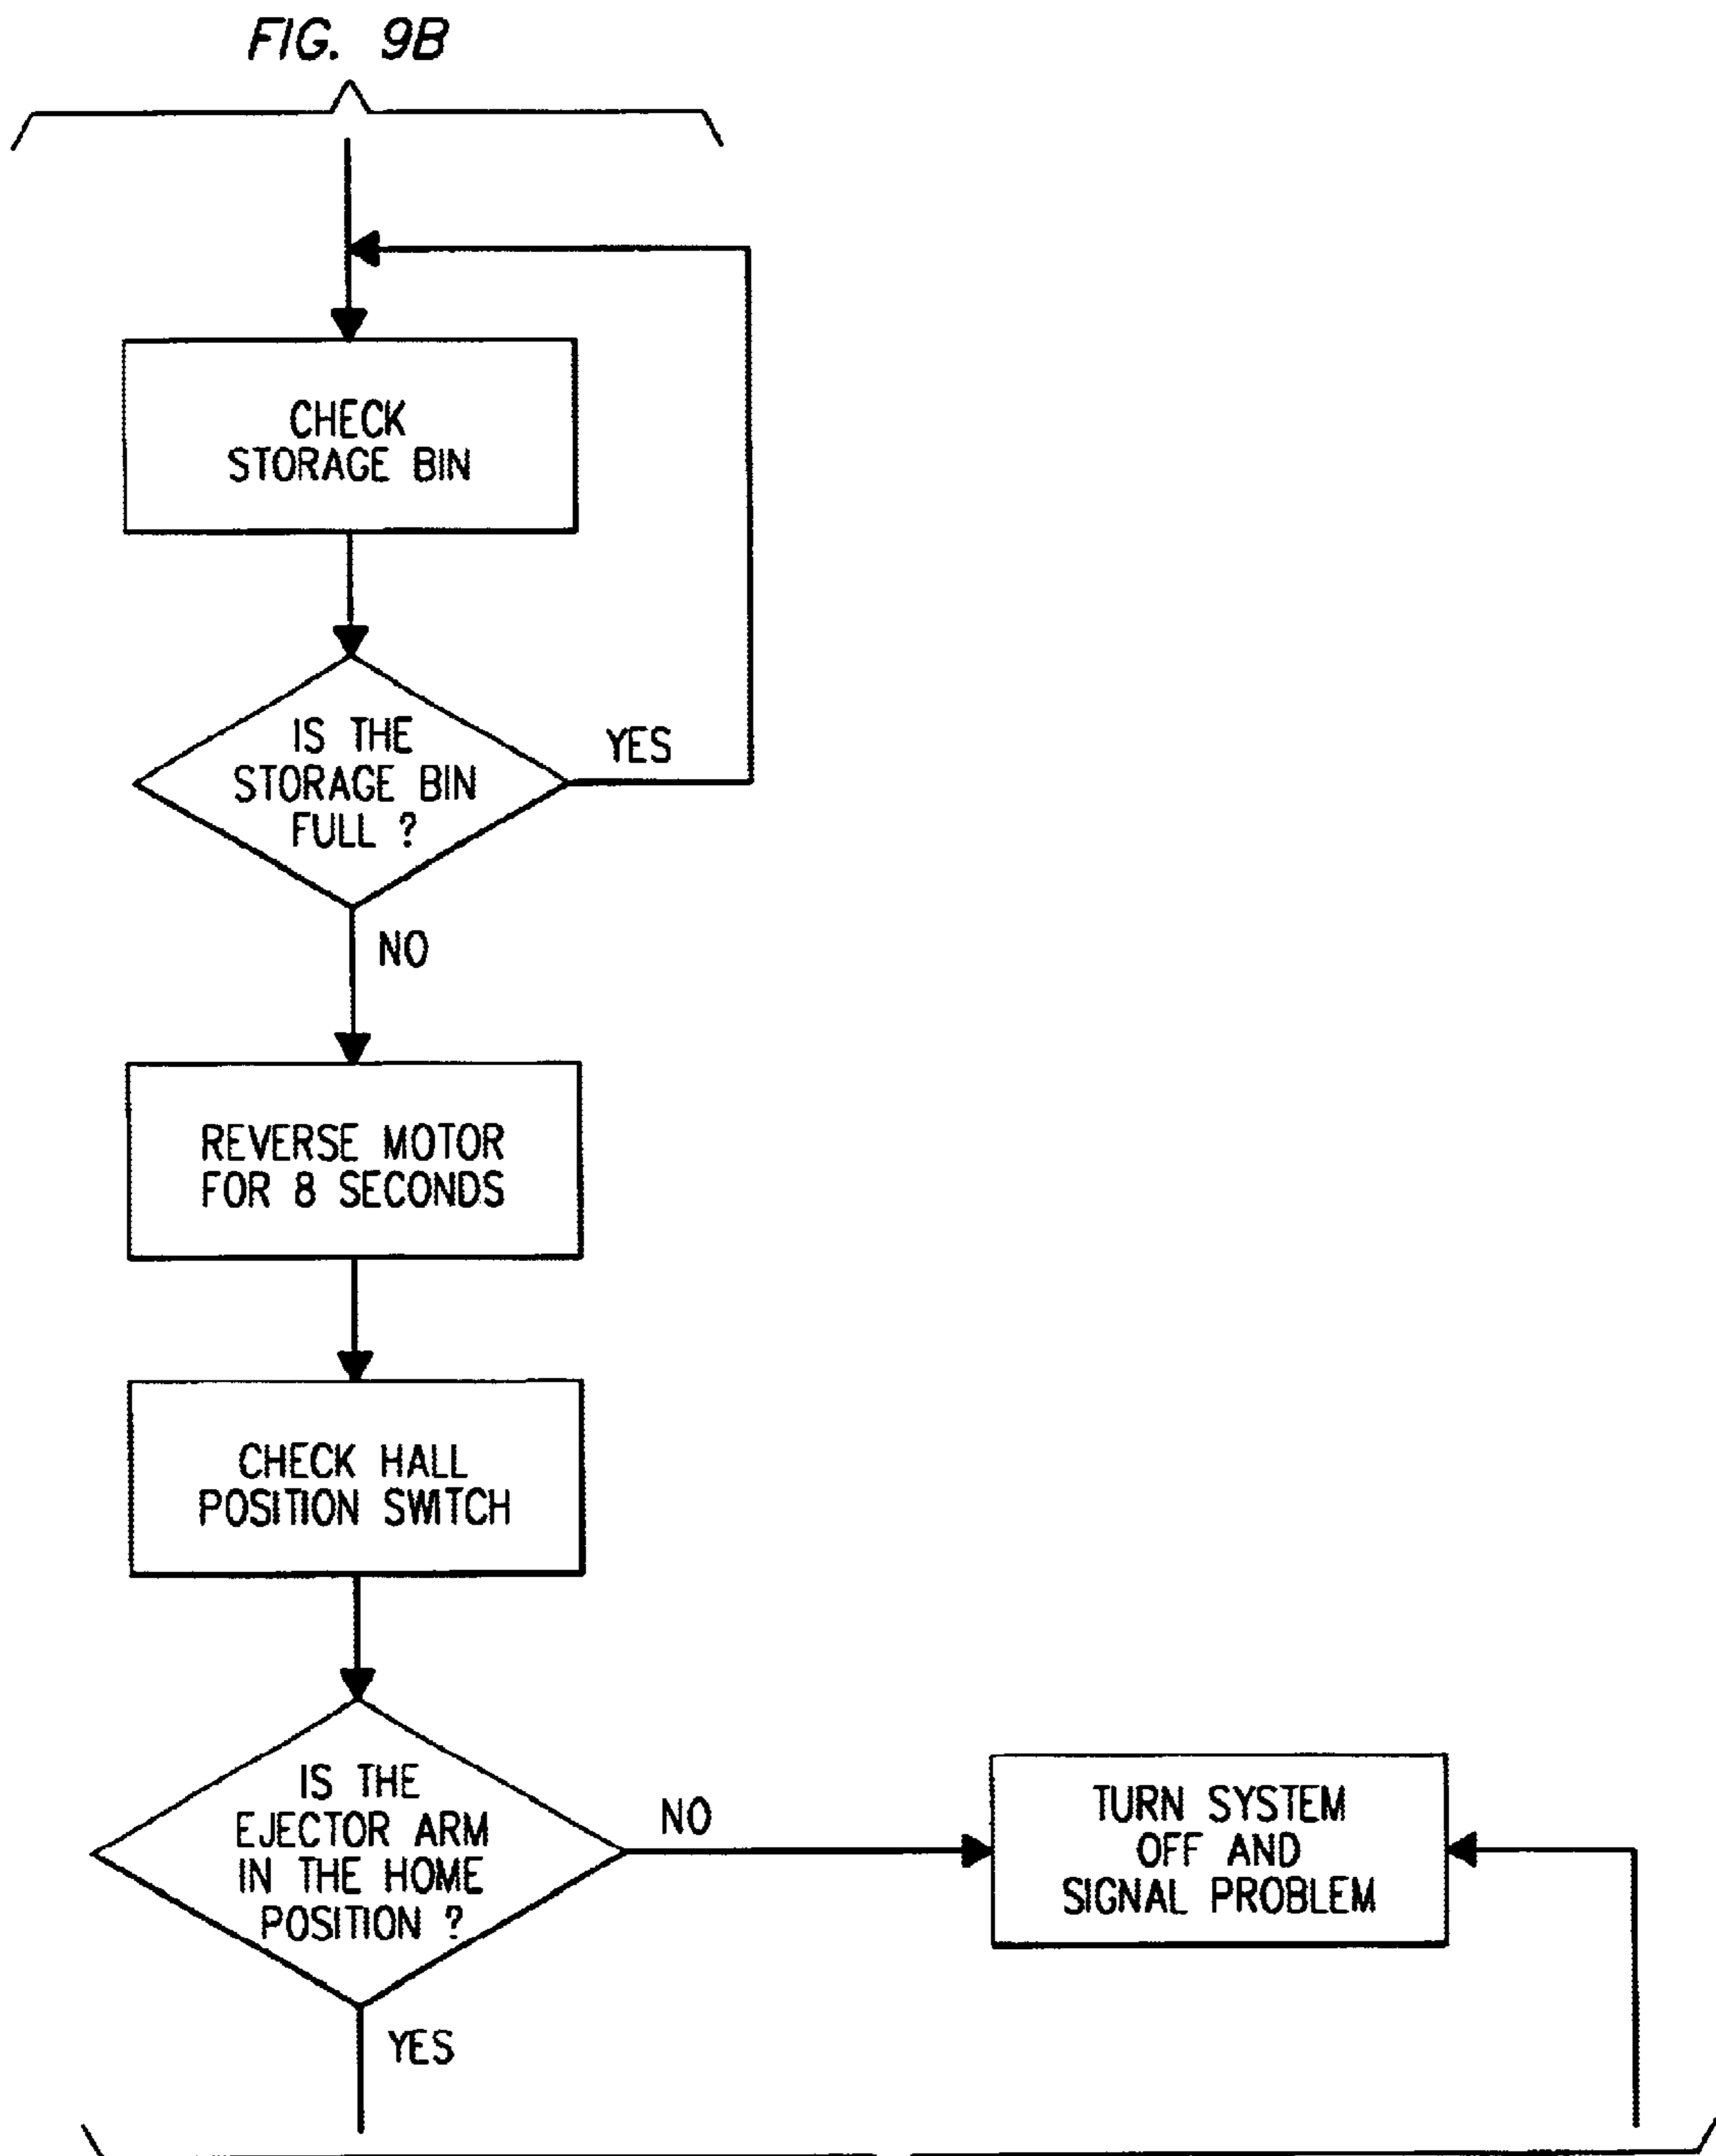 FIG. 9B
CHECK
STORAGE BIN
IS THE
STORAGE BIN
FULL ?
YES
NO
REVERSE MOTOR
FOR 8 SECONDS
CHECK HALL
POSITION SWITCH
IS THE
EJECTOR ARM
IN THE HOME
POSITION ?
NO
TURN SYSTEM
OFF AND
SIGNAL PROBLEM
YES